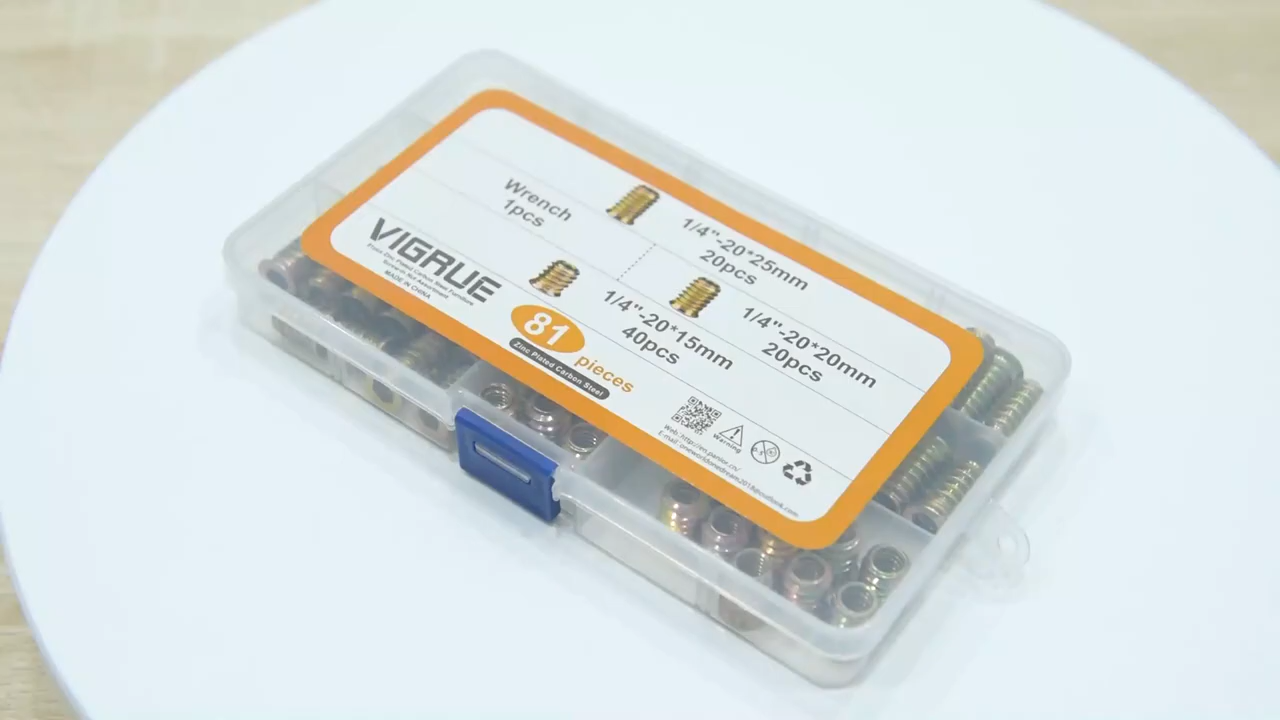 Wrench
1pcs
1/4"-20*25mm
20pcs
VIGRUE
MADE IN CHINA
1/4"-20*15mm
40pcs
1/4"-20*20mm
20pcs
81
pieces
Zinc Plated Carbon Steel
Warning